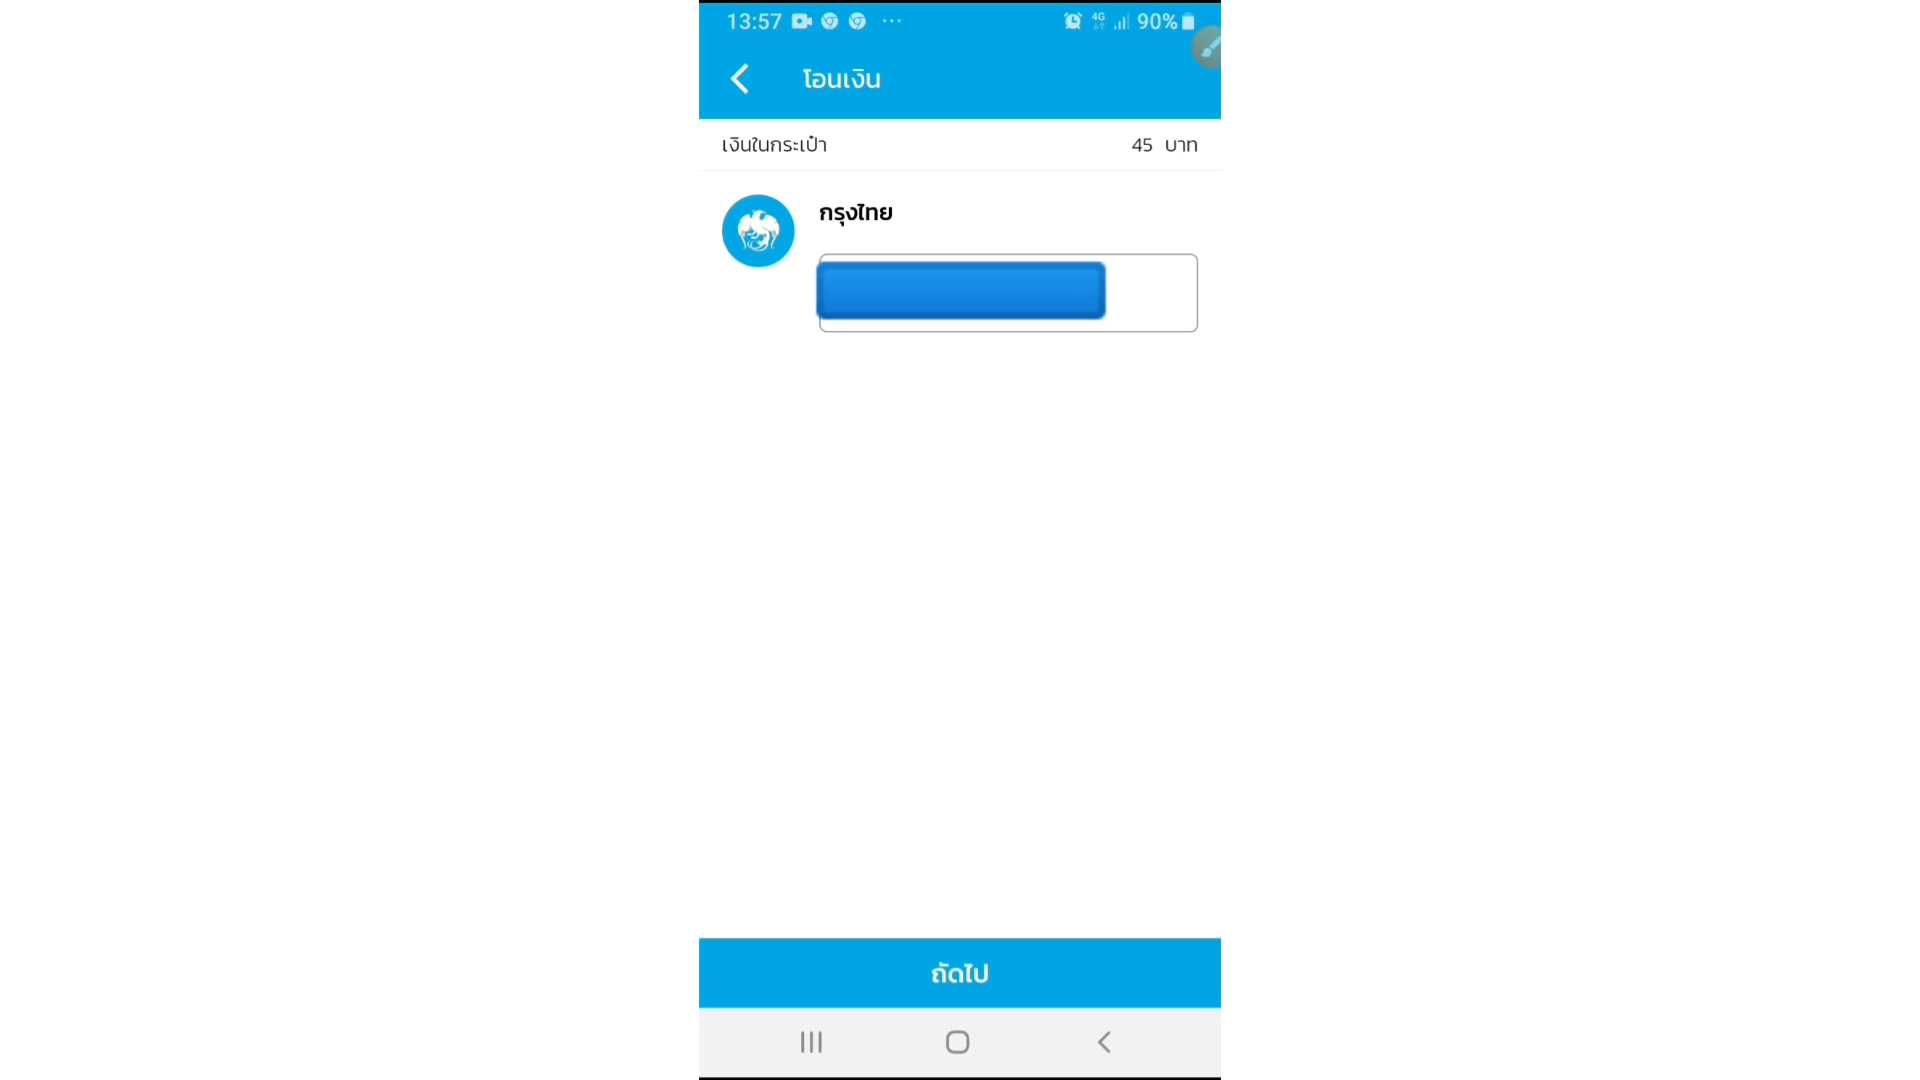 13:57 ... 4G 90%
โอนเงิน
เงินในกระเป๋า 45 บาท
กรุงไทย
ถัดไป